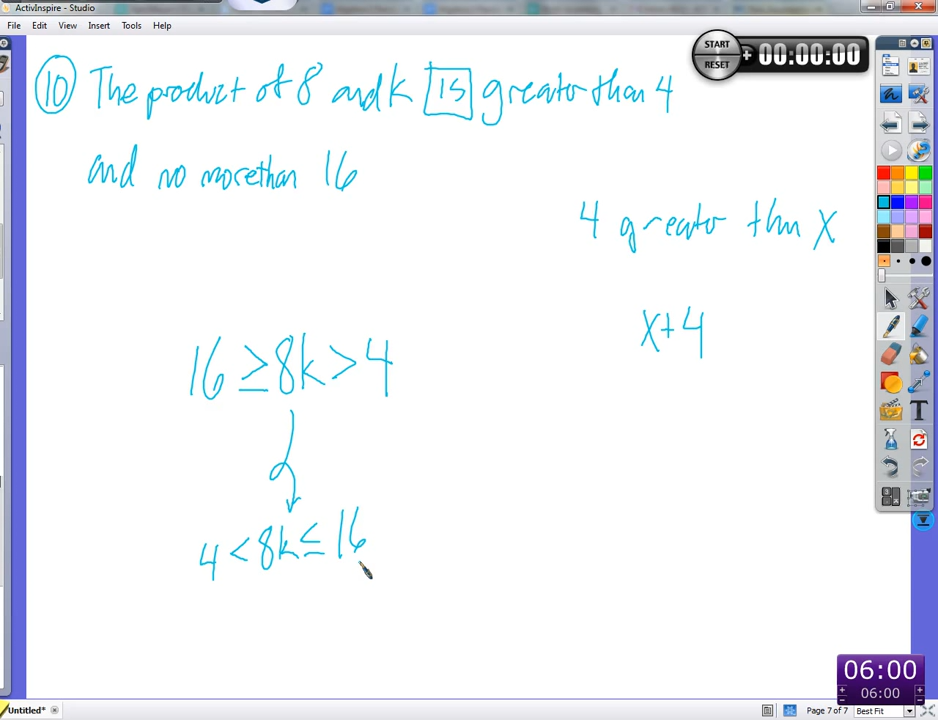 ActivInspire - Studio
File Edit View Insert Tools Help
START
RESET
+ 00:00:00
10 The product of 8 and k is greater than 4
and no more than 16
4 greater thn x
x+4
16 ≥ 8k > 4
4 < 8k ≤ 16
06:00
06:00
Untitled*
Page 7 of 7
Best Fit